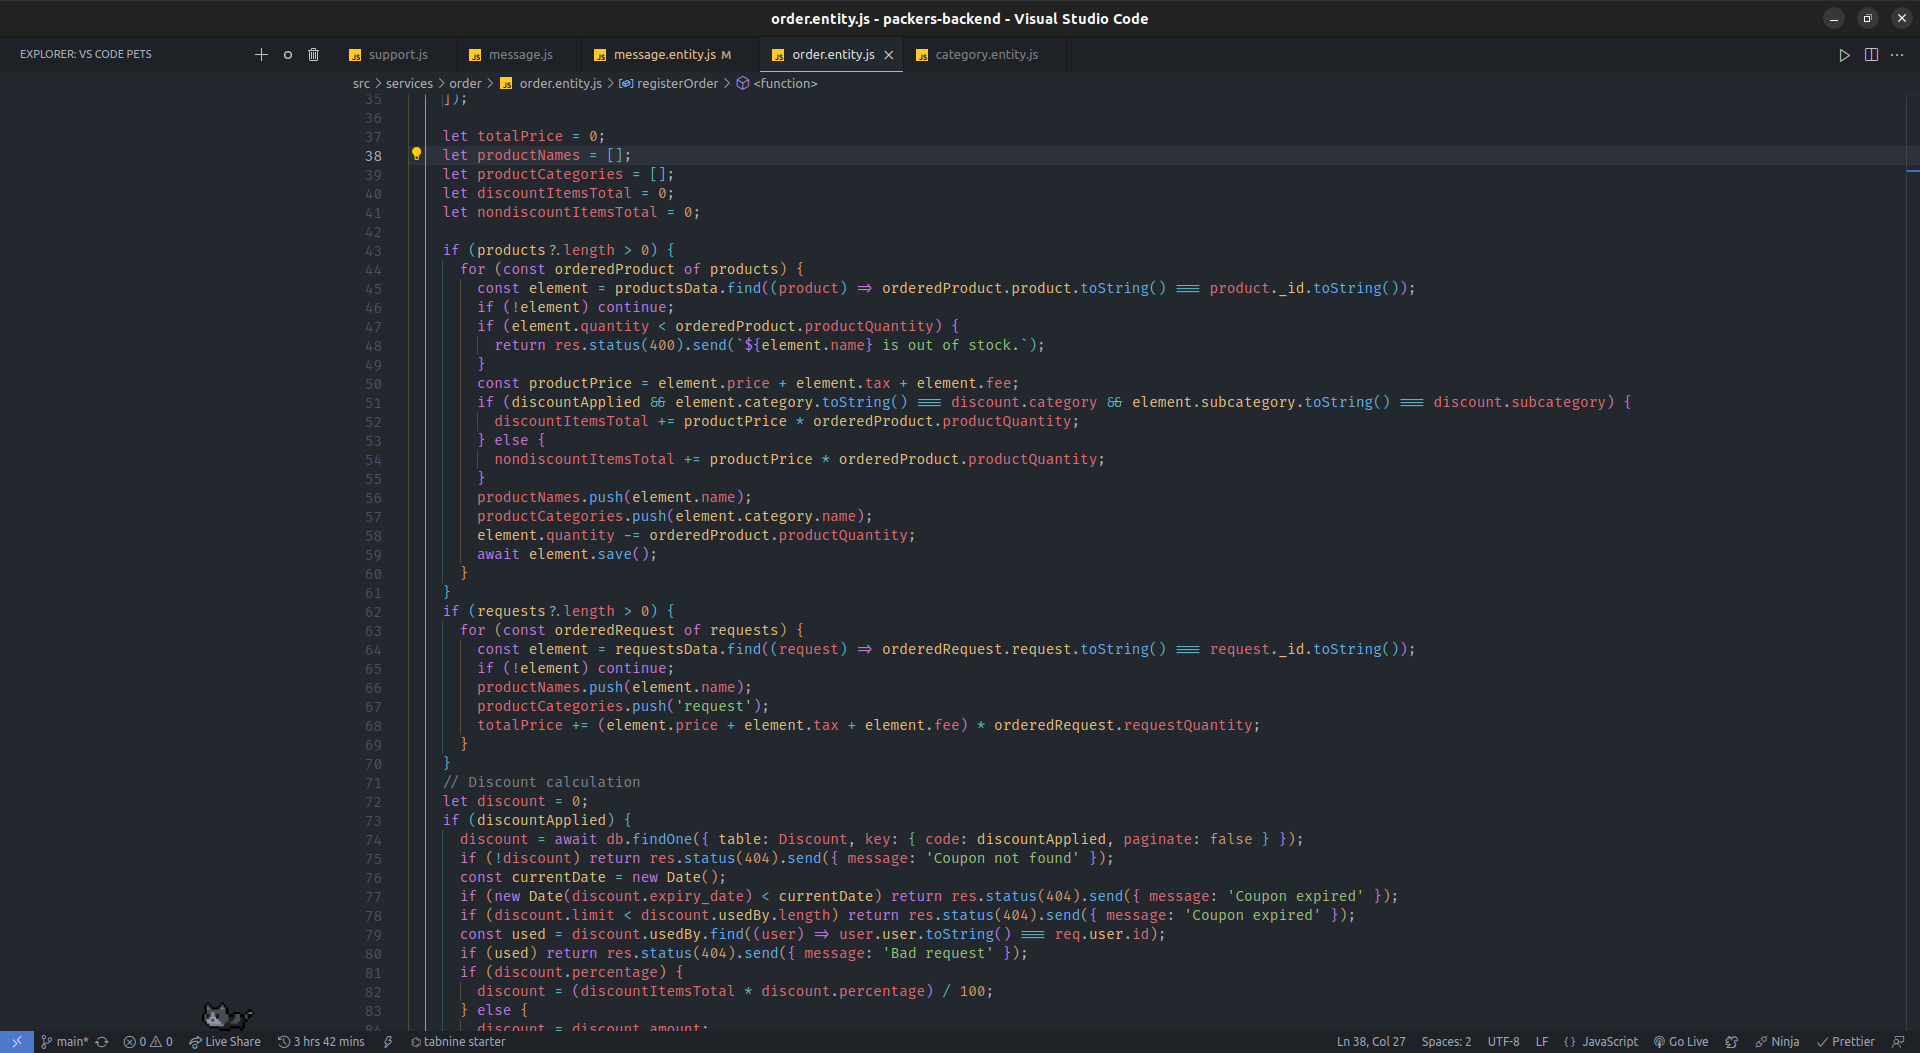 order.entity.js - packers-backend - Visual Studio Code
EXPLORER: VS CODE PETS
support.js
message.js
message.entity.js M
order.entity.js
category.entity.js
src > services > order > JS order.entity.js > registerOrder > <function>
35 ]);
36
37 let totalPrice = 0;
38 let productNames = [];
39 let productCategories = [];
40 let discountItemsTotal = 0;
41 let nondiscountItemsTotal = 0;
42
43 if (products?.length > 0) {
44 for (const orderedProduct of products) {
45 const element = productsData.find((product) => orderedProduct.product.toString() === product._id.toString());
46 if (!element) continue;
47 if (element.quantity < orderedProduct.productQuantity) {
48 return res.status(400).send(`${element.name} is out of stock.`);
49 }
50 const productPrice = element.price + element.tax + element.fee;
51 if (discountApplied && element.category.toString() === discount.category && element.subcategory.toString() === discount.subcategory) {
52 discountItemsTotal += productPrice * orderedProduct.productQuantity;
53 } else {
54 nondiscountItemsTotal += productPrice * orderedProduct.productQuantity;
55 }
56 productNames.push(element.name);
57 productCategories.push(element.category.name);
58 element.quantity -= orderedProduct.productQuantity;
59 await element.save();
60 }
61 }
62 if (requests?.length > 0) {
63 for (const orderedRequest of requests) {
64 const element = requestsData.find((request) => orderedRequest.request.toString() === request._id.toString());
65 if (!element) continue;
66 productNames.push(element.name);
67 productCategories.push('request');
68 totalPrice += (element.price + element.tax + element.fee) * orderedRequest.requestQuantity;
69 }
70 }
71 // Discount calculation
72 let discount = 0;
73 if (discountApplied) {
74 discount = await db.findOne({ table: Discount, key: { code: discountApplied, paginate: false } });
75 if (!discount) return res.status(404).send({ message: 'Coupon not found' });
76 const currentDate = new Date();
77 if (new Date(discount.expiry_date) < currentDate) return res.status(404).send({ message: 'Coupon expired' });
78 if (discount.limit < discount.usedBy.length) return res.status(404).send({ message: 'Coupon expired' });
79 const used = discount.usedBy.find((user) => user.user.toString() === req.user.id);
80 if (used) return res.status(404).send({ message: 'Bad request' });
81 if (discount.percentage) {
82 discount = (discountItemsTotal * discount.percentage) / 100;
83 } else {
84 discount = discount.amount;
main* 0 0 Live Share 3 hrs 42 mins tabnine starter Ln 38, Col 27 Spaces: 2 UTF-8 LF {} JavaScript Go Live Ninja Prettier